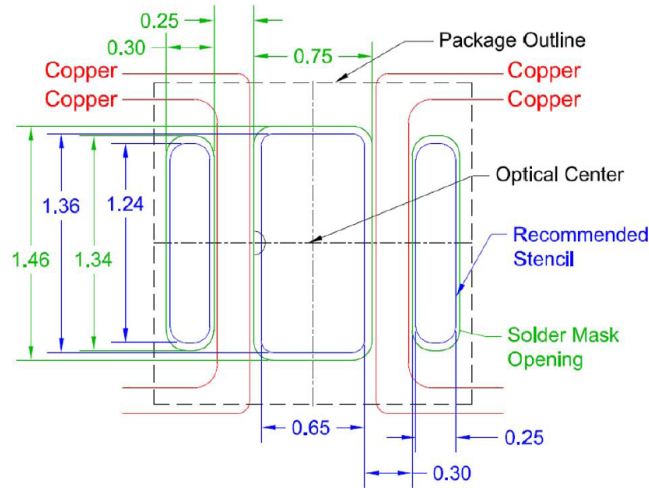 0.25
0.30
0.75
Package Outline
Copper
Copper
Copper
Copper
Optical Center
1.36
1.24
1.46
1.34
Recommended
Stencil
Solder Mask
Opening
0.65
0.25
0.30